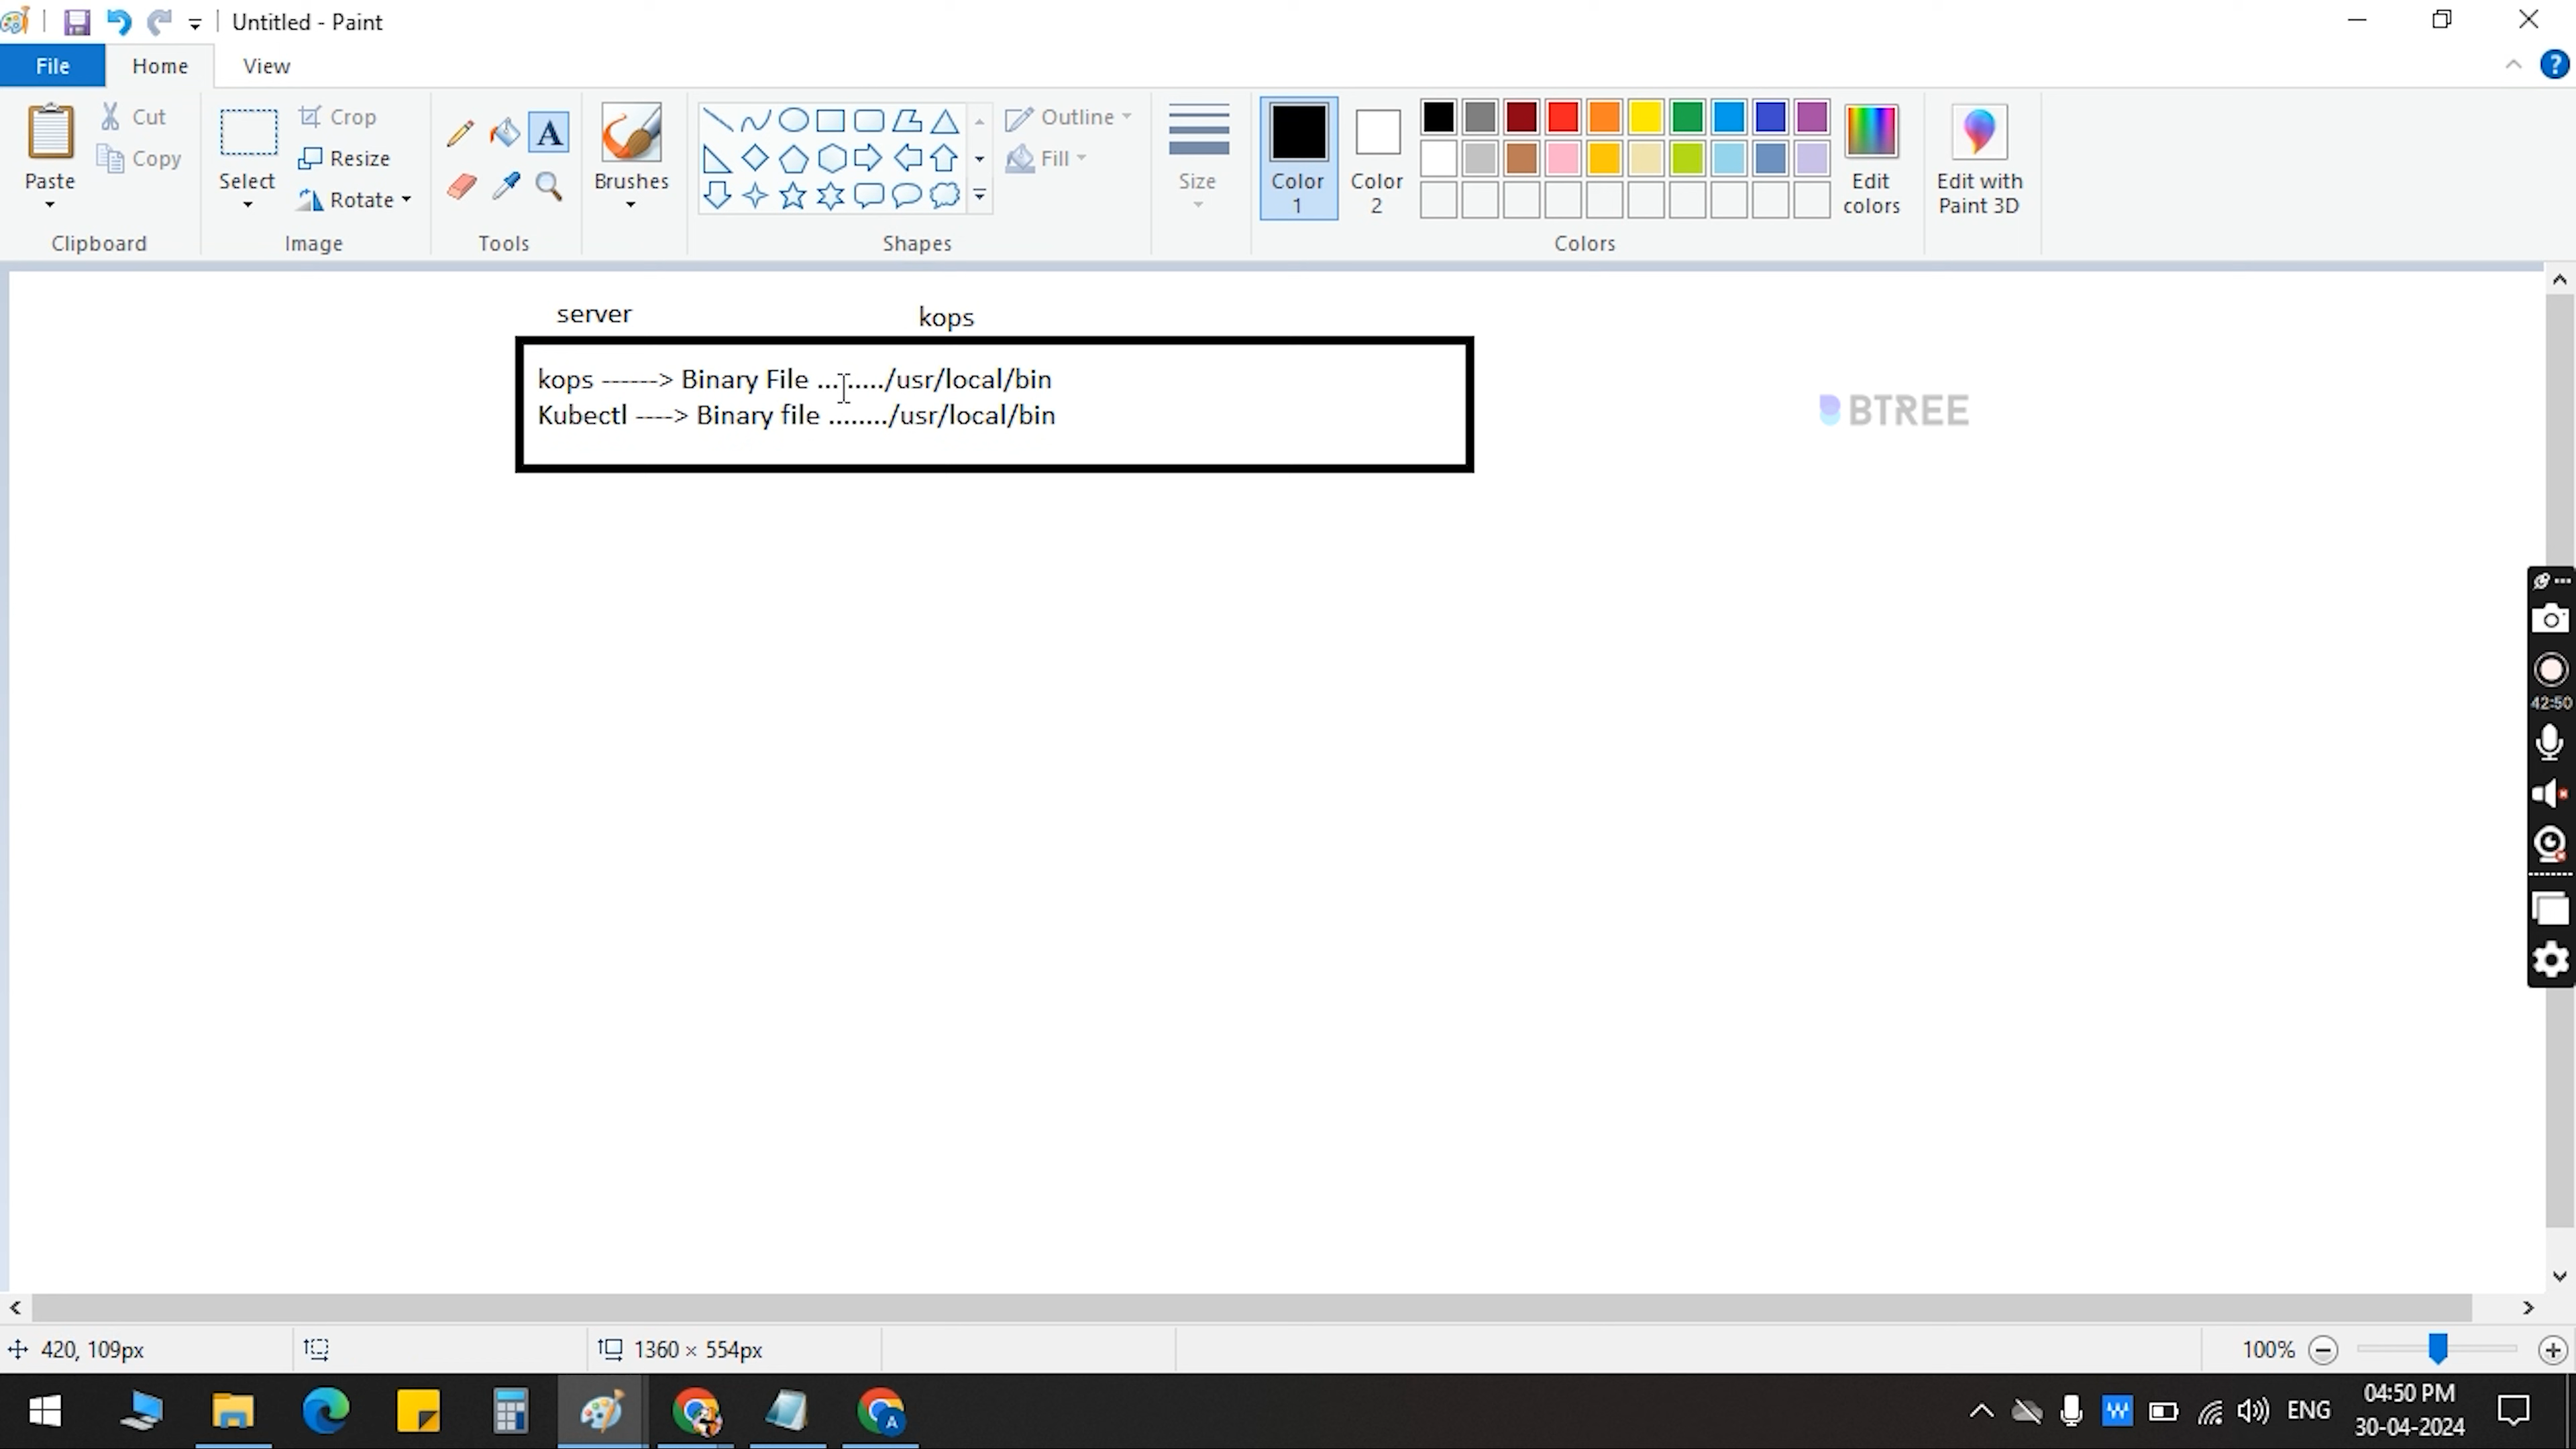 Untitled - Paint
File Home View
Paste Cut Copy Clipboard
Select Crop Resize Rotate Image
A Tools
Brushes
Outline Fill Shapes
Size
Color 1 Color 2 Edit colors Colors
Edit with Paint 3D
server kops
kops ------> Binary File ......../usr/local/bin
Kubectl ----> Binary file ......../usr/local/bin
BTREE
42:50
420, 109px 1360 × 554px 100%
A W ENG 04:50 PM
30-04-2024